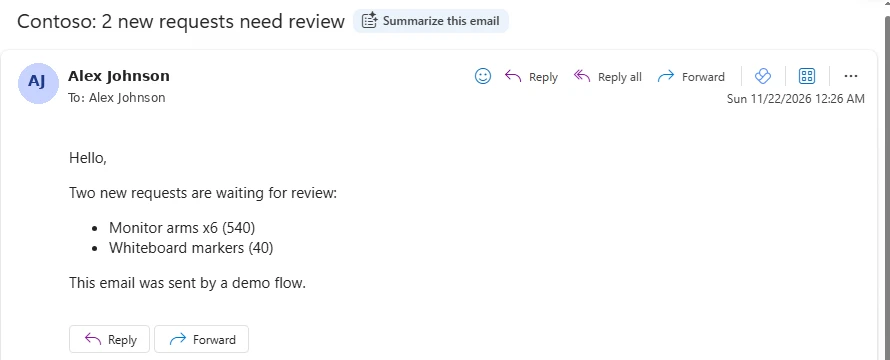 Contoso: 2 new requests need review Summarize this email
AJ Alex Johnson Reply Reply all Forward
To: Alex Johnson Sun 11/22/2026 12:26 AM
Hello,
Two new requests are waiting for review:
• Monitor arms x6 (540)
• Whiteboard markers (40)
This email was sent by a demo flow.
Reply Forward